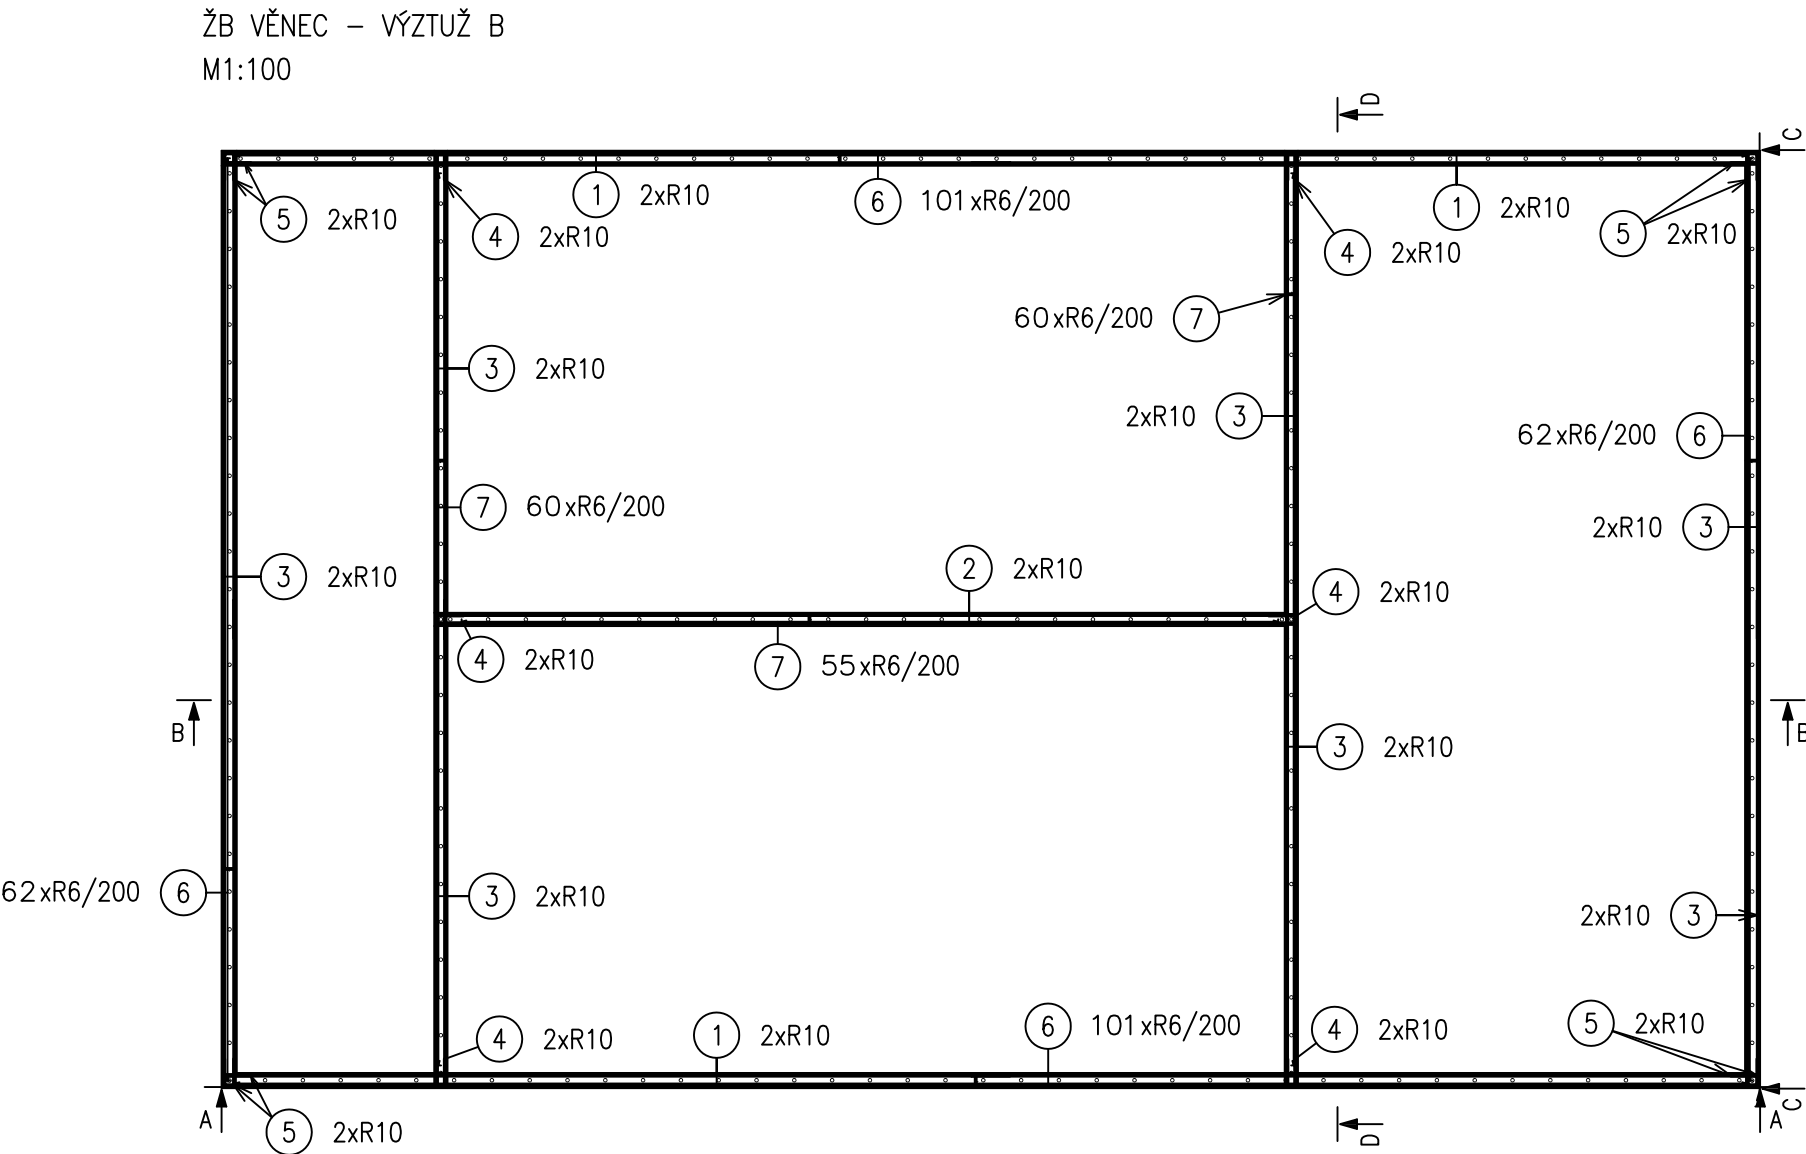 ŽB VĚNEC – VÝZTUŽ B
M1:100
D
C
1 2xR10
6 101xR6/200
1 2xR10
5 2xR10
4 2xR10
5 2xR10
4 2xR10
60xR6/200 7
3 2xR10
2xR10 3
62xR6/200 6
7 60xR6/200
2xR10 3
3 2xR10
2 2xR10
4 2xR10
4 2xR10
7 55xR6/200
B
B
3 2xR10
62xR6/200 6
3 2xR10
2xR10 3
4 2xR10
1 2xR10
6 101xR6/200
4 2xR10
5 2xR10
A
5 2xR10
D
C
A